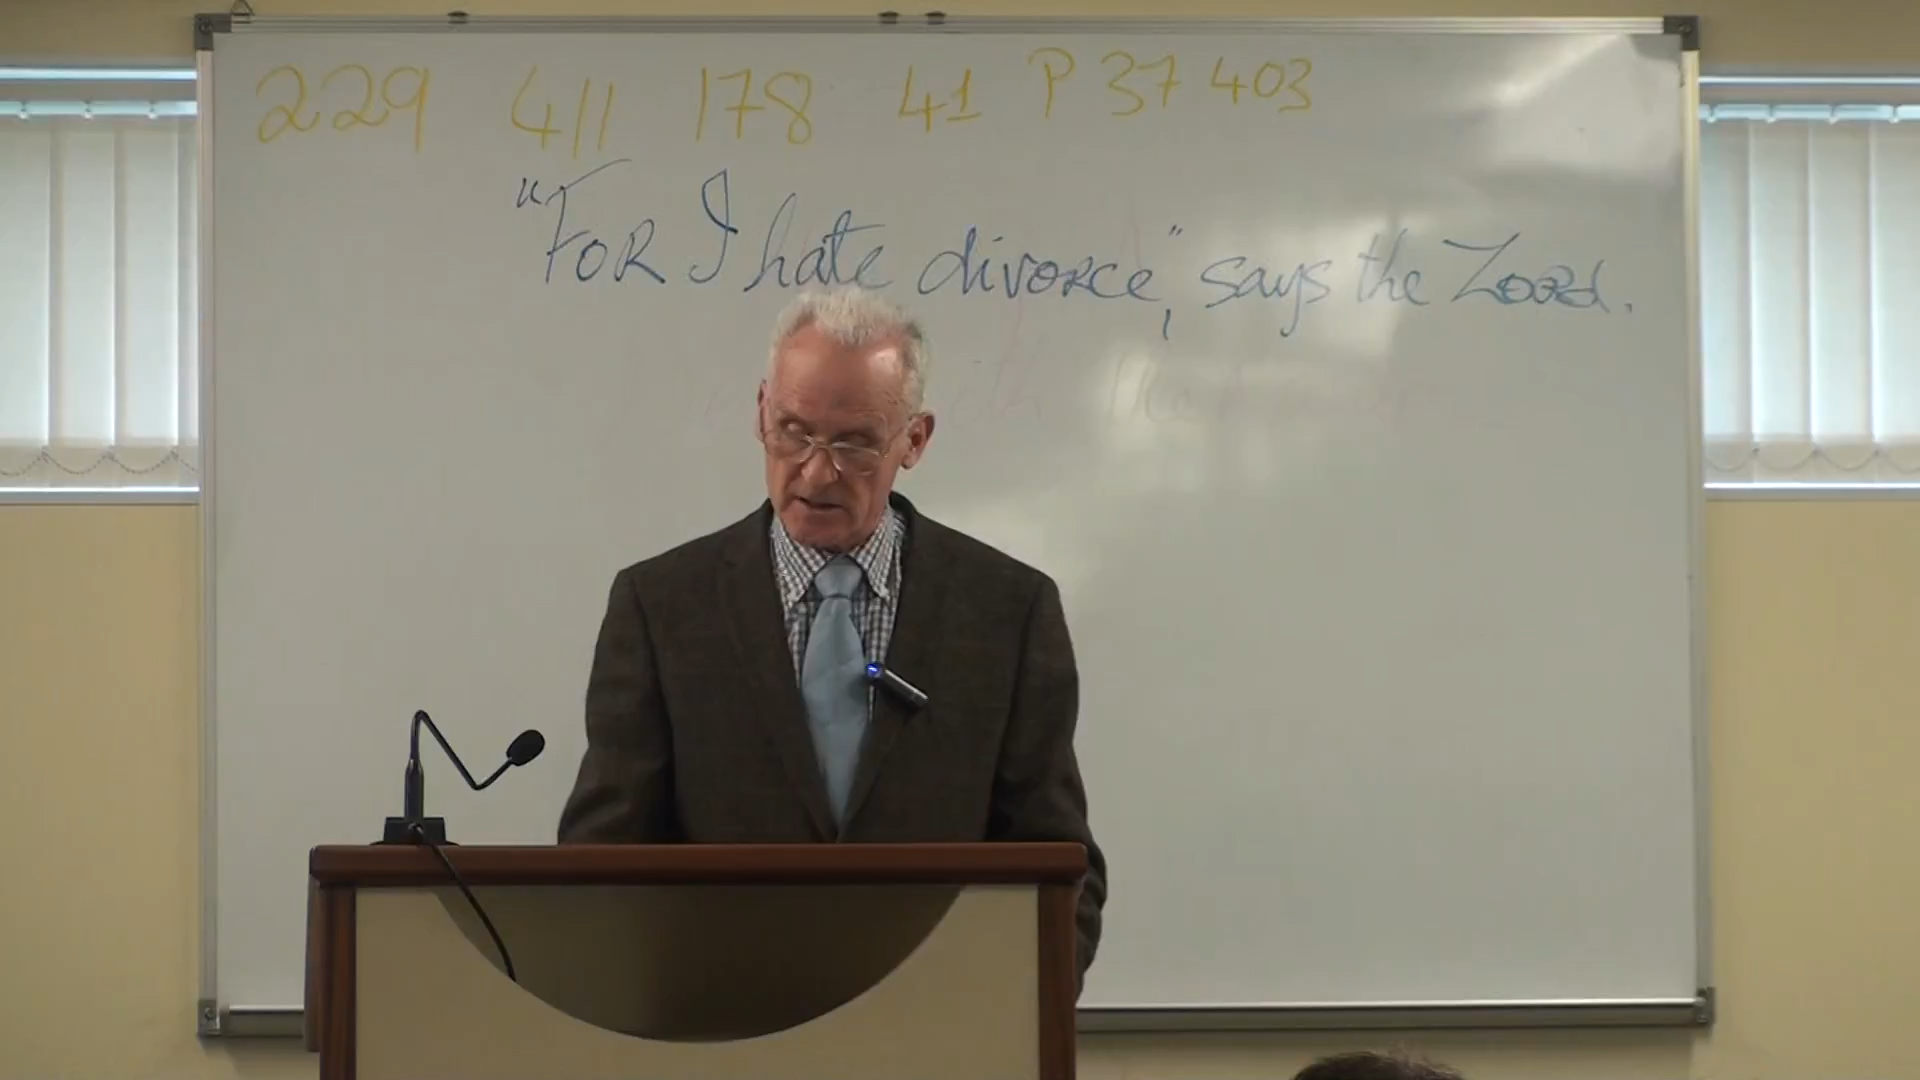 229 411 178 41 P 37 403
"FOR I hate divorce," says the Lord.